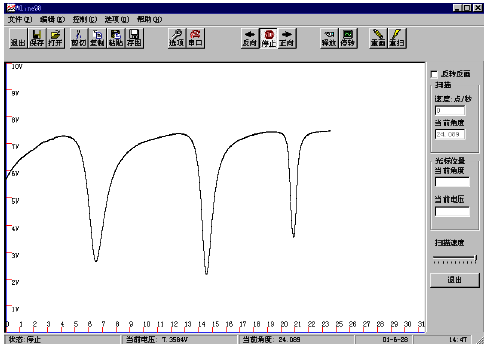 Mline98
文件(F) 编辑(E) 控制(C) 选项(O) 帮助(H)
退出 保存 打开 剪切 复制 粘贴 存图 选项 串口 反向 停止 正向 释放 停转 重画 重扫
10V
9V
8V
7V
6V
5V
4V
3V
2V
1V
0 1 2 3 4 5 6 7 8 9 10 11 12 13 14 15 16 17 18 19 20 21 22 23 24 25 26 27 28 29 30 31
反转反画
扫描
速度:点/秒
0
当前角度
24.069
光标位置
当前角度
当前电压
扫描速度
退出
状态:停止 当前电压: 7.3584V 当前角度: 24.069 01-6-28 14:47